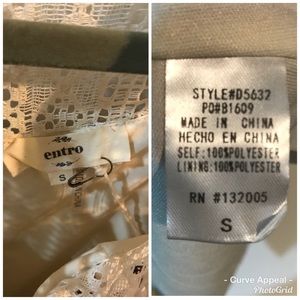 entro
S
STYLE#D5632
PO#B1609
MADE IN CHINA
HECHO EN CHINA
SELF:100%POLYESTER
LINING:100%POLYESTER
RN #132005
S
- Curve Appeal -
PhotoGrid